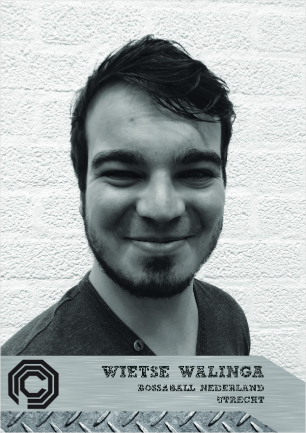 WIETSE WALINGA
BOSSABALL NEDERLAND
UTRECHT